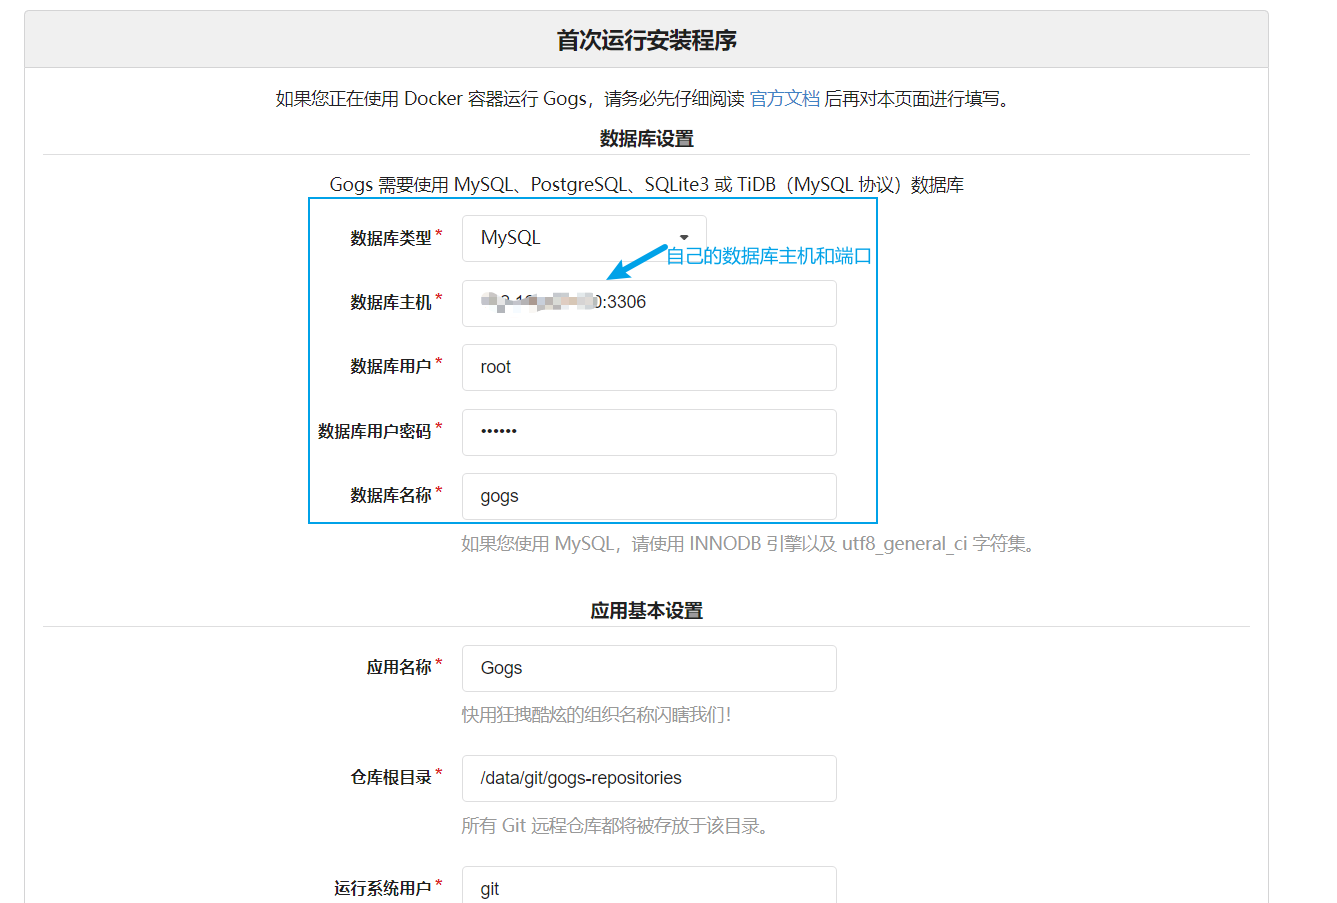 首次运行安装程序
如果您正在使用 Docker 容器运行 Gogs，请务必先仔细阅读 官方文档 后再对本页面进行填写。
数据库设置
Gogs 需要使用 MySQL、PostgreSQL、SQLite3 或 TiDB（MySQL 协议）数据库
数据库类型* MySQL
自己的数据库主机和端口
数据库主机* 0:3306
数据库用户* root
数据库用户密码* ••••••
数据库名称* gogs
如果您使用 MySQL，请使用 INNODB 引擎以及 utf8_general_ci 字符集。
应用基本设置
应用名称* Gogs
快用狂拽酷炫的组织名称闪瞎我们！
仓库根目录* /data/git/gogs-repositories
所有 Git 远程仓库都将被存放于该目录。
运行系统用户* git